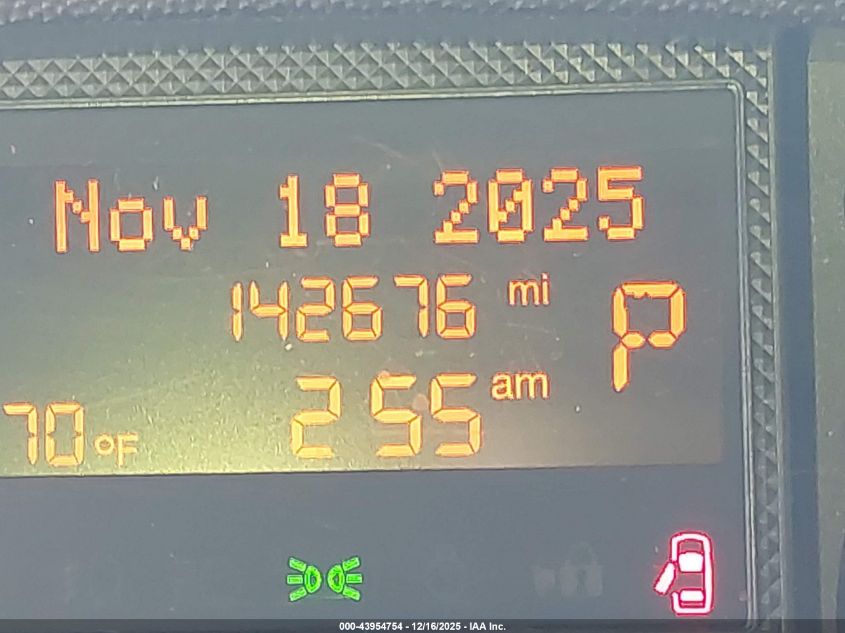 Nov 18 2025
142676 mi
P
70°F 2 55 am
000-43954754 - 12/16/2025 - IAA Inc.